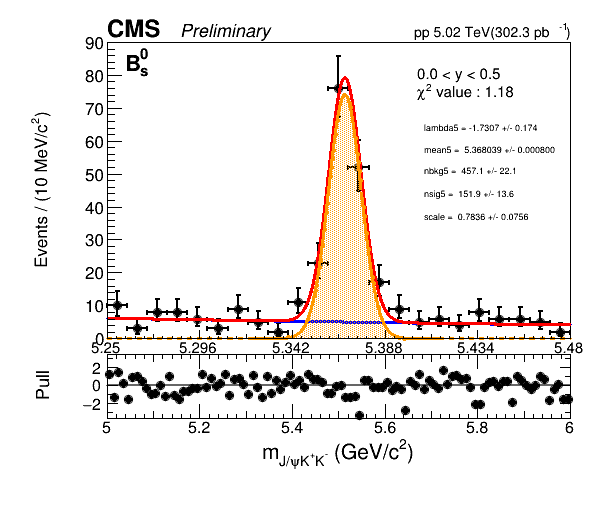 CMS Preliminary pp 5.02 TeV(302.3 pb⁻¹)
B⁰ₛ
0.0 < y < 0.5
χ² value : 1.18
lambda5 = -1.7307 +/- 0.174
mean5 = 5.368039 +/- 0.000800
nbkg5 = 457.1 +/- 22.1
nsig5 = 151.9 +/- 13.6
scale = 0.7836 +/- 0.0756
Events / (10 MeV/c²)
90
80
70
60
50
40
30
20
10
0
5.25 5.296 5.342 5.388 5.434 5.48
Pull
2
0
−2
5 5.2 5.4 5.6 5.8 6
m J/ψK⁺K⁻ (GeV/c²)